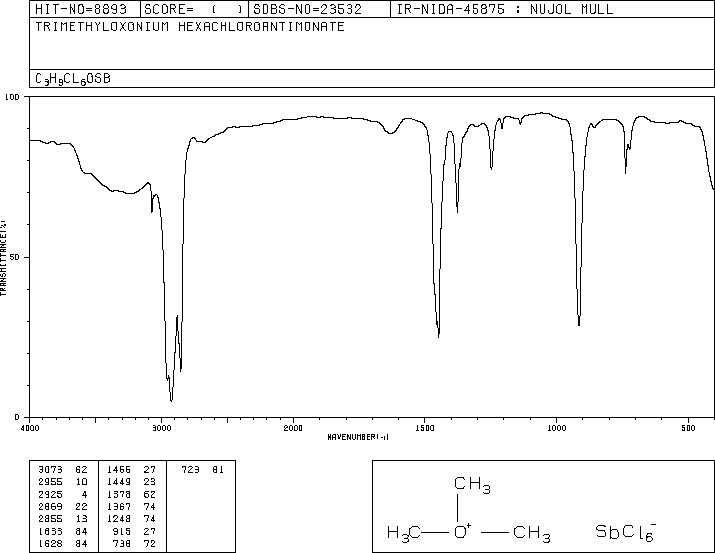 HIT-NO=8893 SCORE= ( ) SDBS-NO=23532 IR-NIDA-45875 : NUJOL MULL
TRIMETHYLOXONIUM HEXACHLOROANTIMONATE
C3H9CL6OSB
100
TRANSMITTANCE(%)
50
0
4000 3000 2000 1500 1000 500
WAVENUMBER(-1)
3073 62 1466 27 723 81
2955 10 1449 23
2925 4 1378 62
2869 22 1367 74
2855 13 1248 74
1633 84 915 27
1628 84 738 72
CH3
H3C O+ CH3 SbCl6-